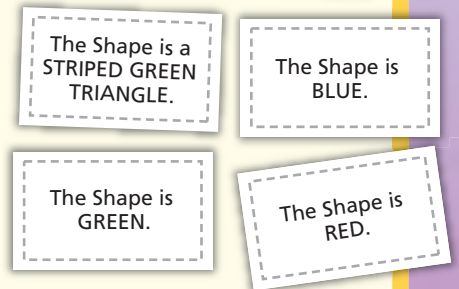 The Shape is a
STRIPED GREEN
TRIANGLE.
The Shape is
BLUE.
The Shape is
GREEN.
The Shape is
RED.